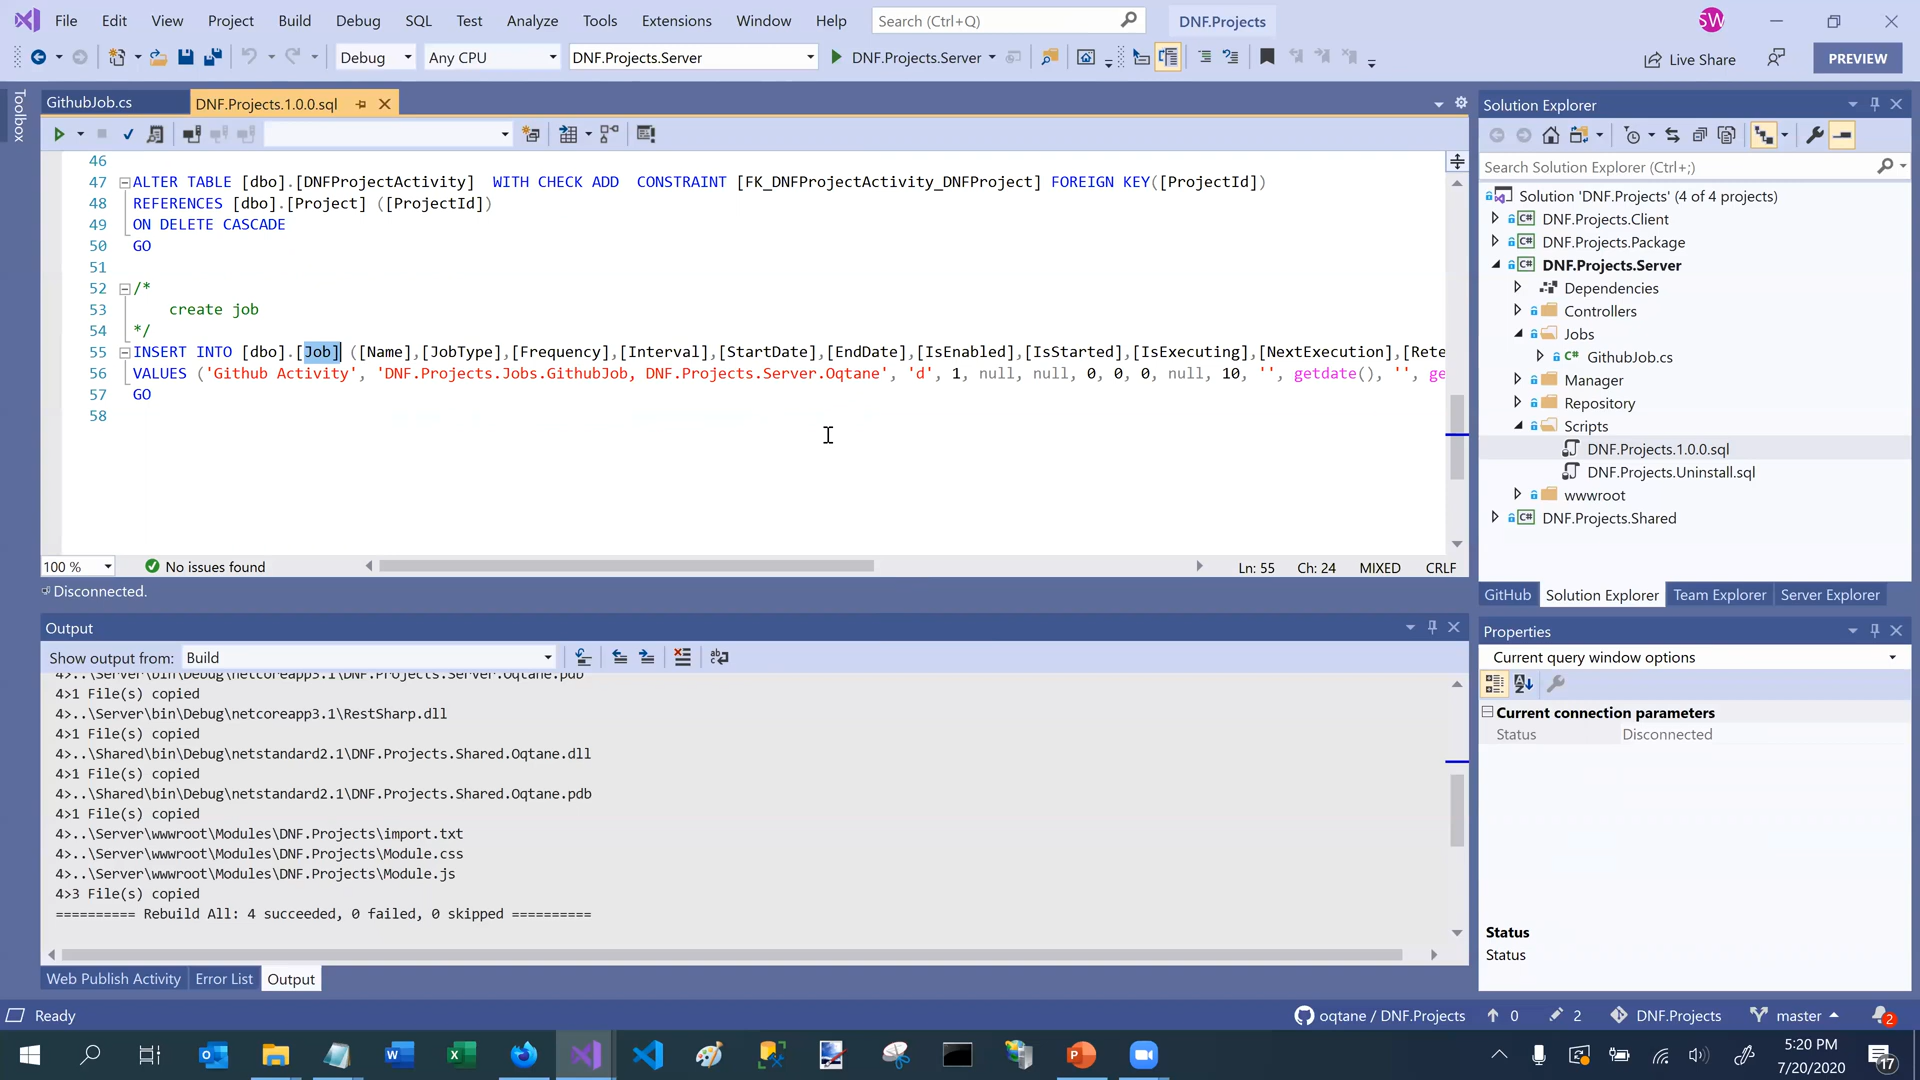 File Edit View Project Build Debug SQL Test Analyze Tools Extensions Window Help Search (Ctrl+Q) DNF.Projects SW
Debug Any CPU DNF.Projects.Server DNF.Projects.Server Live Share PREVIEW
Toolbox
GithubJob.cs DNF.Projects.1.0.0.sql
46
47 ALTER TABLE [dbo].[DNFProjectActivity] WITH CHECK ADD CONSTRAINT [FK_DNFProjectActivity_DNFProject] FOREIGN KEY([ProjectId])
48 REFERENCES [dbo].[Project] ([ProjectId])
49 ON DELETE CASCADE
50 GO
51
52 /*
53 create job
54 */
55 INSERT INTO [dbo].[Job] ([Name],[JobType],[Frequency],[Interval],[StartDate],[EndDate],[IsEnabled],[IsStarted],[IsExecuting],[NextExecution],[Rete
56 VALUES ('Github Activity', 'DNF.Projects.Jobs.GithubJob, DNF.Projects.Server.Oqtane', 'd', 1, null, null, 0, 0, 0, null, 10, '', getdate(), '', ge
57 GO
58
100 % No issues found Ln: 55 Ch: 24 MIXED CRLF
Disconnected.
Output
Show output from: Build
4>..\Server\bin\Debug\netcoreapp3.1\DNF.Projects.Server.Oqtane.pdb
4>1 File(s) copied
4>..\Server\bin\Debug\netcoreapp3.1\RestSharp.dll
4>1 File(s) copied
4>..\Shared\bin\Debug\netstandard2.1\DNF.Projects.Shared.Oqtane.dll
4>1 File(s) copied
4>..\Shared\bin\Debug\netstandard2.1\DNF.Projects.Shared.Oqtane.pdb
4>1 File(s) copied
4>..\Server\wwwroot\Modules\DNF.Projects\import.txt
4>..\Server\wwwroot\Modules\DNF.Projects\Module.css
4>..\Server\wwwroot\Modules\DNF.Projects\Module.js
4>3 File(s) copied
========== Rebuild All: 4 succeeded, 0 failed, 0 skipped ==========
Web Publish Activity Error List Output
Solution Explorer
Search Solution Explorer (Ctrl+;)
Solution 'DNF.Projects' (4 of 4 projects)
DNF.Projects.Client
DNF.Projects.Package
DNF.Projects.Server
Dependencies
Controllers
Jobs
GithubJob.cs
Manager
Repository
Scripts
DNF.Projects.1.0.0.sql
DNF.Projects.Uninstall.sql
wwwroot
DNF.Projects.Shared
GitHub Solution Explorer Team Explorer Server Explorer
Properties
Current query window options
Current connection parameters
Status Disconnected
Status
Status
Ready oqtane / DNF.Projects 0 2 DNF.Projects master 2
5:20 PM
7/20/2020
17